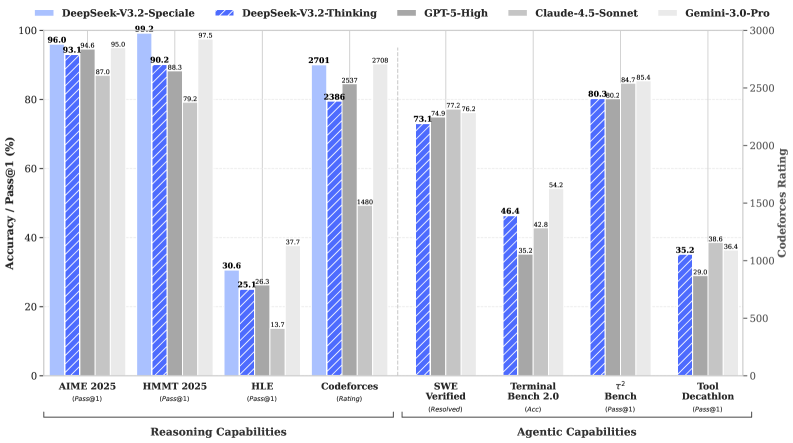 DeepSeek-V3.2-Speciale DeepSeek-V3.2-Thinking GPT-5-High Claude-4.5-Sonnet Gemini-3.0-Pro
Accuracy / Pass@1 (%)
100
80
60
40
20
0
96.0 93.1 94.6 87.0 95.0
99.2 90.2 88.3 79.2 97.5
30.6 25.1 26.3 13.7 37.7
2701 2386 2537 1480 2708
73.1 74.9 77.2 76.2
46.4 35.2 42.8 54.2
80.3 80.2 84.7 85.4
35.2 29.0 38.6 36.4
3000
2500
2000
1500
1000
500
0
Codeforces Rating
AIME 2025
(Pass@1)
HMMT 2025
(Pass@1)
HLE
(Pass@1)
Codeforces
(Rating)
SWE
Verified
(Resolved)
Terminal
Bench 2.0
(Acc)
τ²
Bench
(Pass@1)
Tool
Decathlon
(Pass@1)
Reasoning Capabilities
Agentic Capabilities